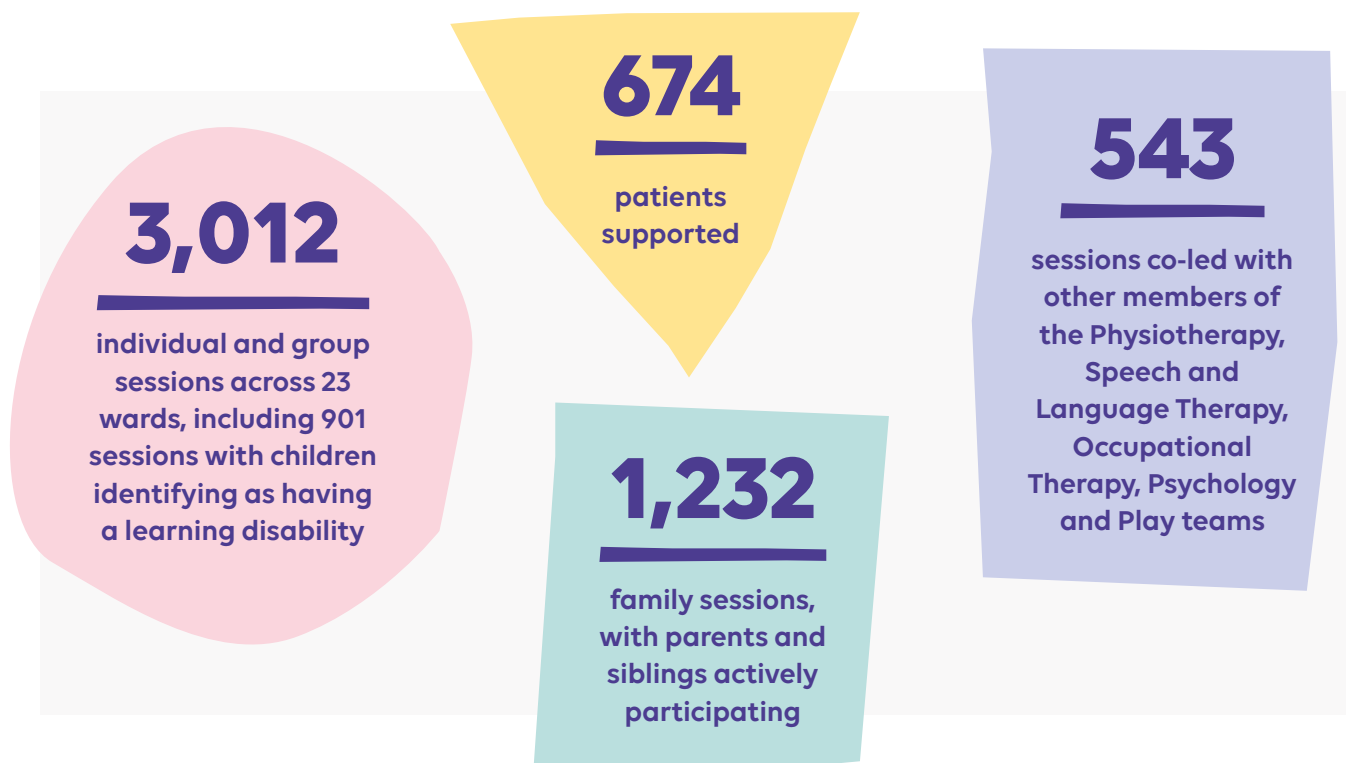 3,012
individual and group
sessions across 23
wards, including 901
sessions with children
identifying as having
a learning disability
674
patients
supported
1,232
family sessions,
with parents and
siblings actively
participating
543
sessions co-led with
other members of
the Physiotherapy,
Speech and
Language Therapy,
Occupational
Therapy, Psychology
and Play teams